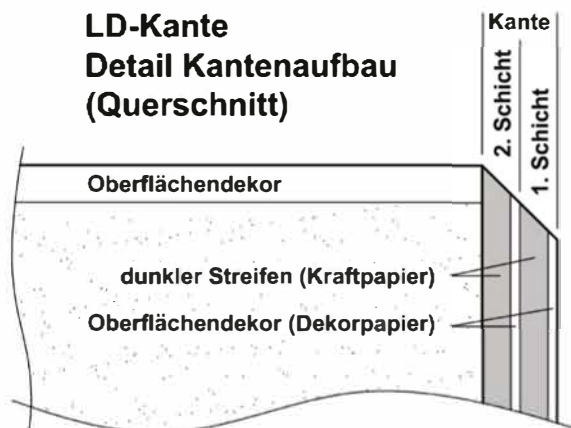 LD-Kante
Detail Kantenaufbau
(Querschnitt)
Kante
2. Schicht
1. Schicht
Oberflächendekor
dunkler Streifen (Kraftpapier)
Oberflächendekor (Dekorpapier)